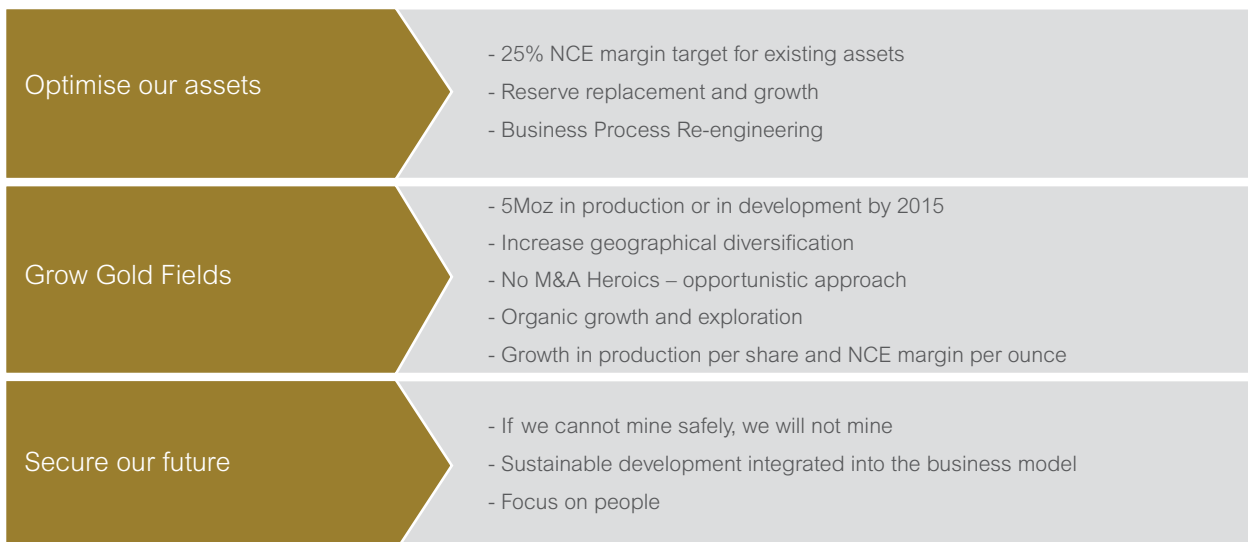 Optimise our assets
- 25% NCE margin target for existing assets
- Reserve replacement and growth
- Business Process Re-engineering
Grow Gold Fields
- 5Moz in production or in development by 2015
- Increase geographical diversification
- No M&A Heroics – opportunistic approach
- Organic growth and exploration
- Growth in production per share and NCE margin per ounce
Secure our future
- If we cannot mine safely, we will not mine
- Sustainable development integrated into the business model
- Focus on people